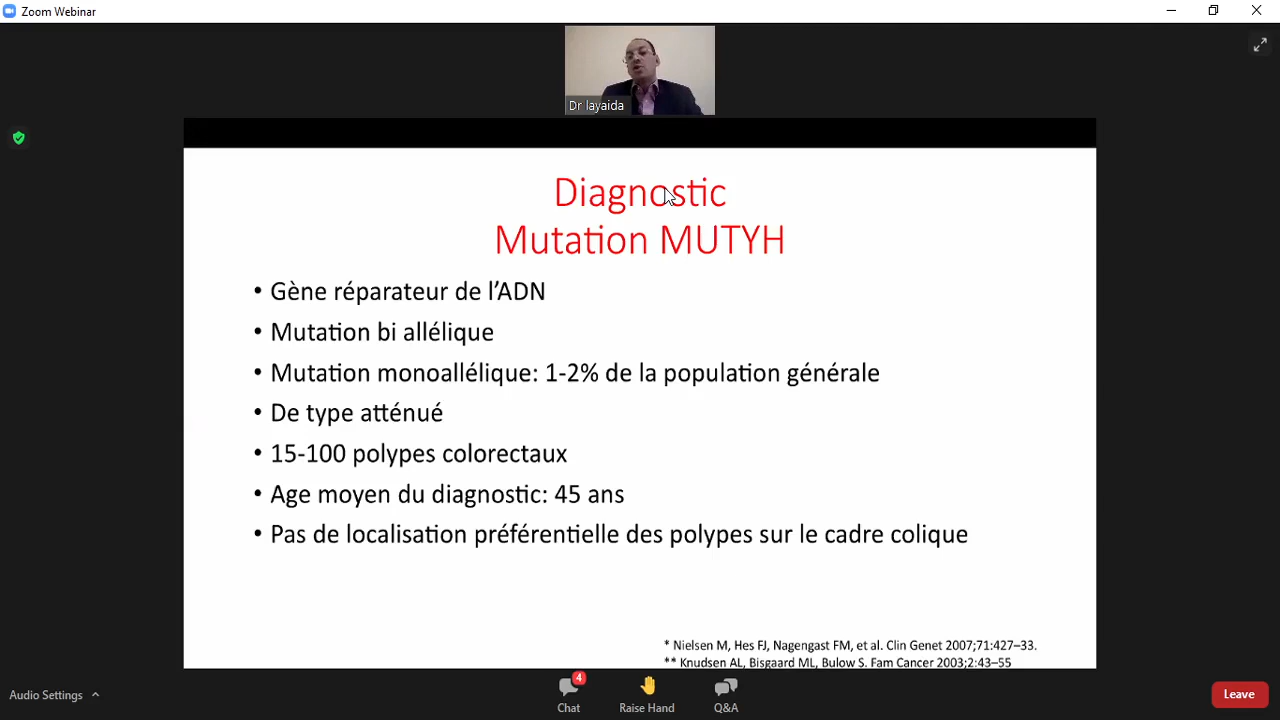 Zoom Webinar
Dr layaida
Diagnostic
Mutation MUTYH
• Gène réparateur de l'ADN
• Mutation bi allélique
• Mutation monoallélique: 1-2% de la population générale
• De type atténué
• 15-100 polypes colorectaux
• Age moyen du diagnostic: 45 ans
• Pas de localisation préférentielle des polypes sur le cadre colique
* Nielsen M, Hes FJ, Nagengast FM, et al. Clin Genet 2007;71:427–33.
** Knudsen AL, Bisgaard ML, Bulow S. Fam Cancer 2003;2:43–55
Audio Settings
4
Chat
Raise Hand
Q&A
Leave